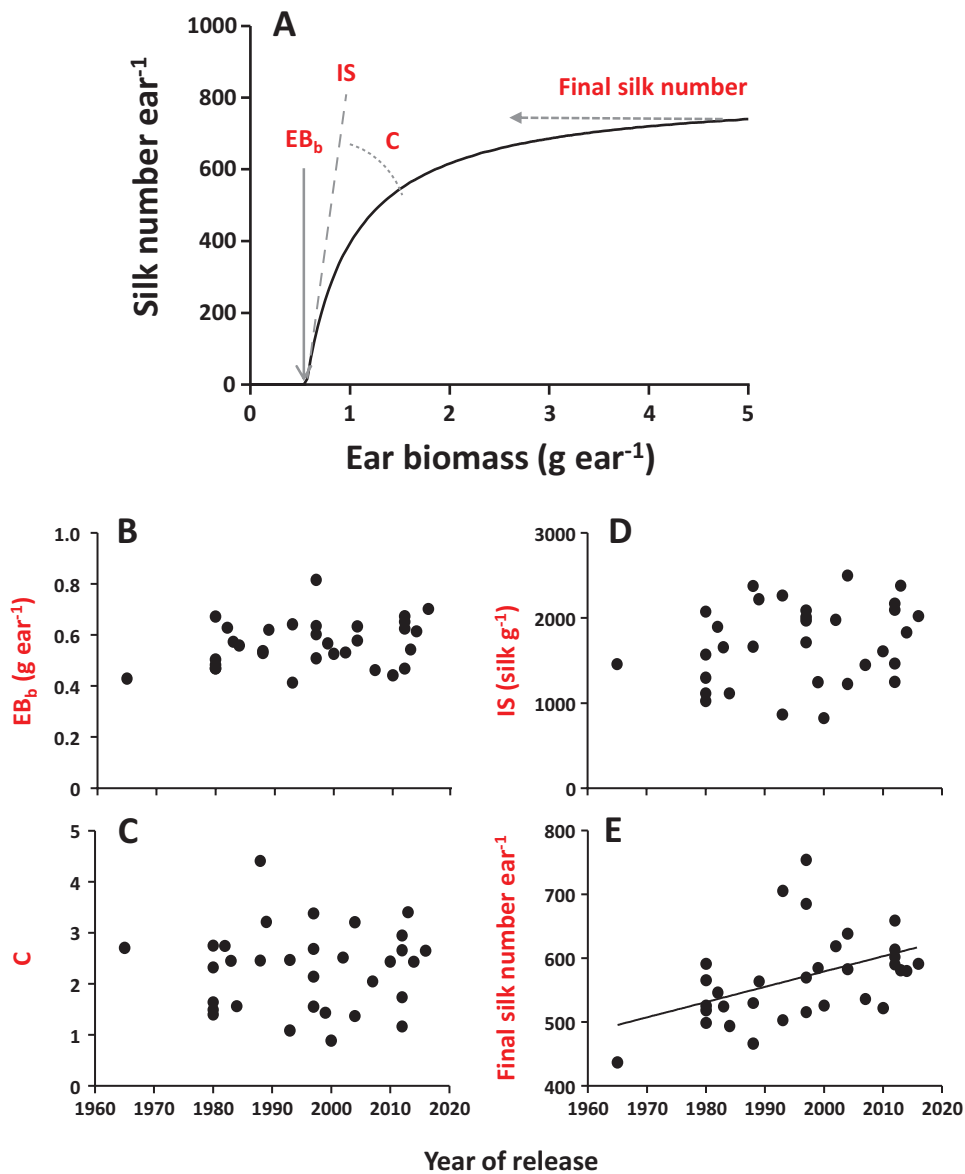 A
1000
800
600
400
200
0
Silk number ear⁻¹
IS
EB_b
C
Final silk number
0 1 2 3 4 5
Ear biomass (g ear⁻¹)
B
1.0
0.8
0.6
0.4
0.2
0
EB_b (g ear⁻¹)
D
3000
2000
1000
0
IS (silk g⁻¹)
C
5
4
3
2
1
0
C
1960 1970 1980 1990 2000 2010 2020
E
800
700
600
500
400
Final silk number ear⁻¹
1960 1970 1980 1990 2000 2010 2020
Year of release